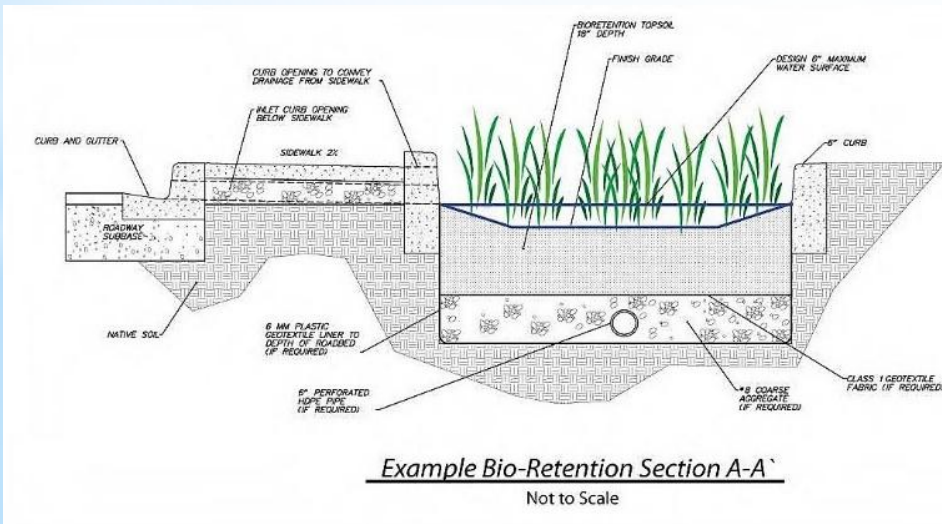 BIORETENTION TOPSOIL
18" DEPTH
FINISH GRADE
DESIGN 6" MAXIMUM
WATER SURFACE
CURB OPENING TO CONVEY
DRAINAGE FROM SIDEWALK
INLET CURB OPENING
BELOW SIDEWALK
CURB AND GUTTER
SIDEWALK 2%
6" CURB
ROADWAY
SUBBASE
NATIVE SOIL
6 MM PLASTIC
GEOTEXTILE LINER TO
DEPTH OF ROADBED
(IF REQUIRED)
6" PERFORATED
HDPE PIPE
(IF REQUIRED)
*8 COARSE
AGGREGATE
(IF REQUIRED)
CLASS 1 GEOTEXTILE
FABRIC (IF REQUIRED)
Example Bio-Retention Section A-A`
Not to Scale